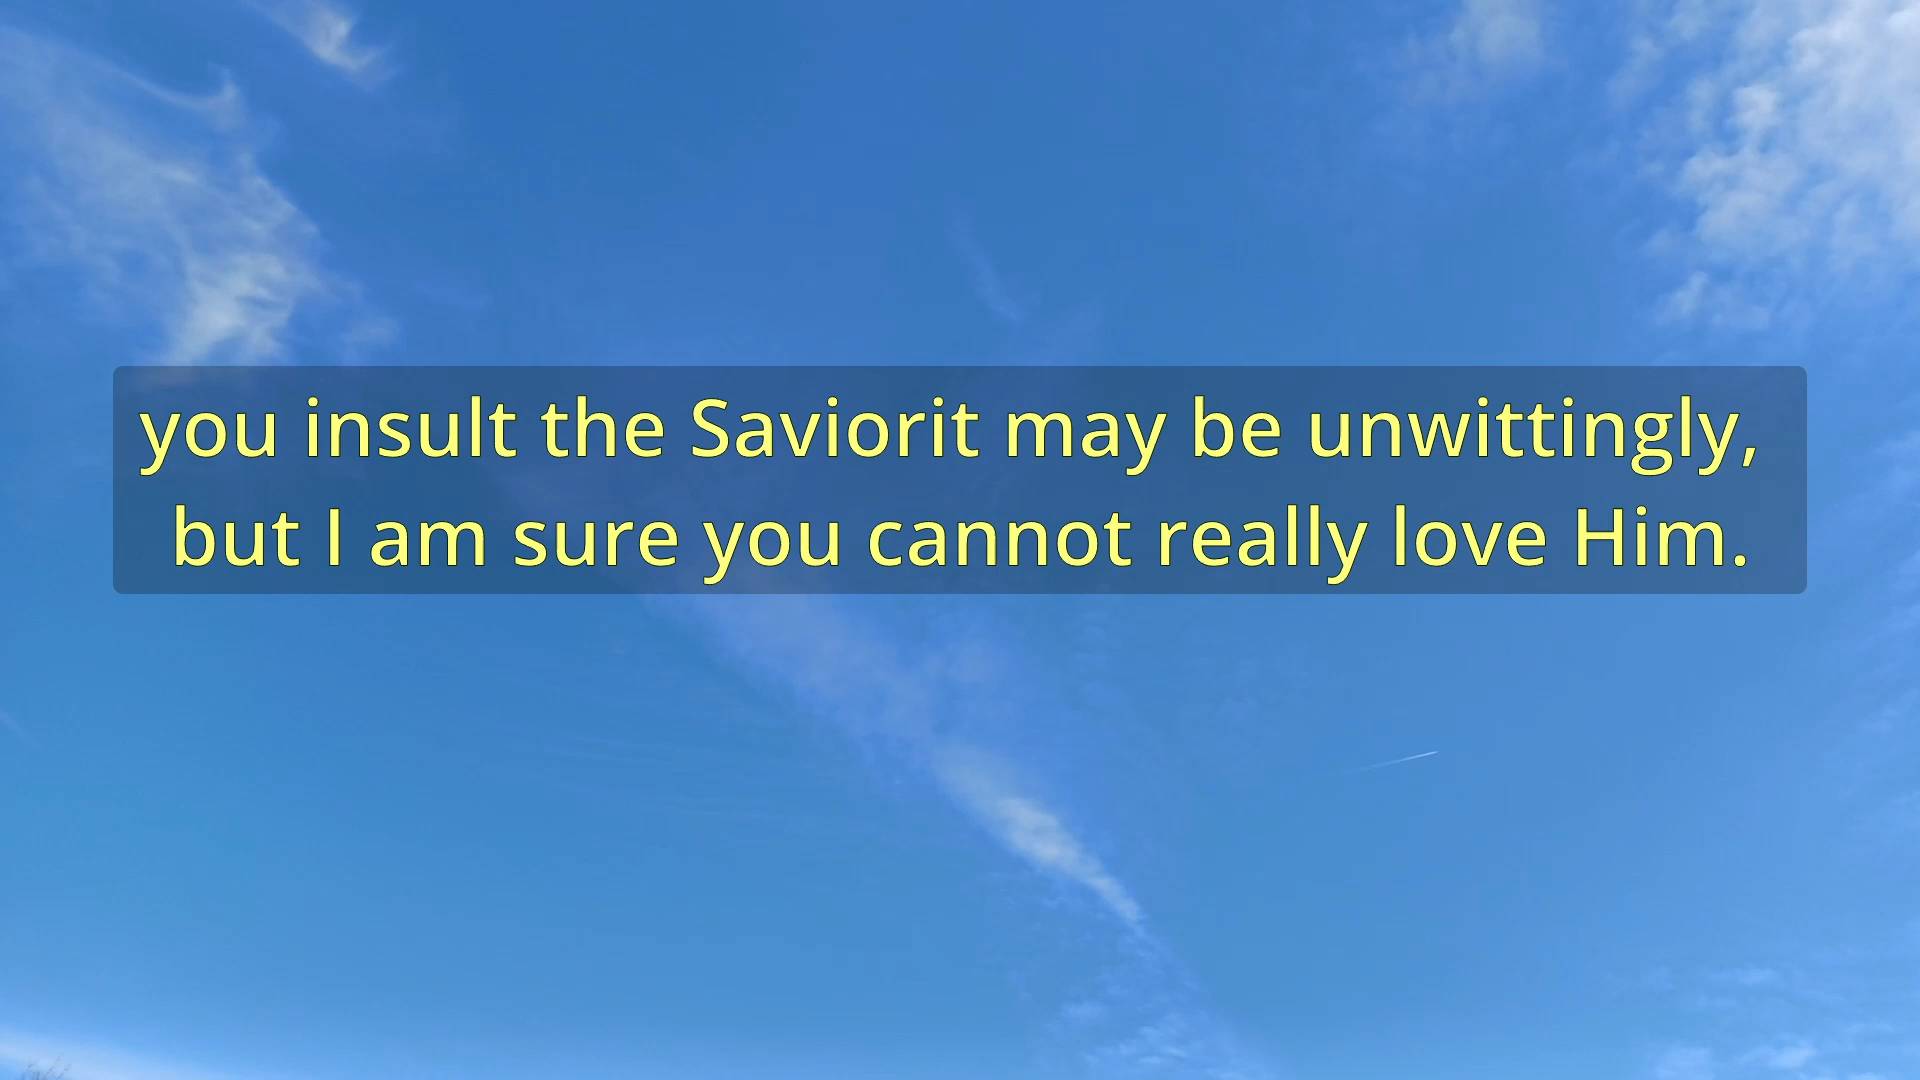 you insult the Saviorit may be unwittingly,
but I am sure you cannot really love Him.